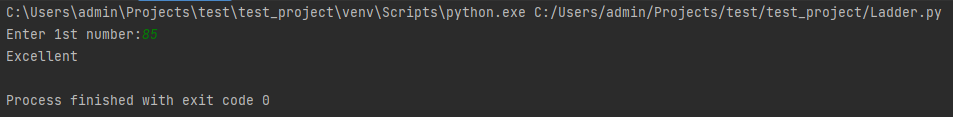 C:\Users\admin\Projects\test\test_project\venv\Scripts\python.exe C:/Users/admin/Projects/test/test_project/Ladder.py
Enter 1st number:85
Excellent
Process finished with exit code 0